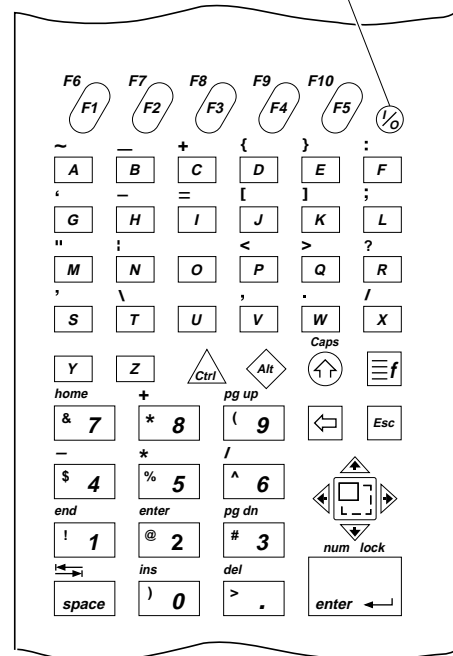 F6 F7 F8 F9 F10
F1 F2 F3 F4 F5 I/O
~ _ + { } :
A B C D E F
‘ – = [ ] ;
G H I J K L
" ¦ < > ?
M N O P Q R
’ \ , . /
S T U V W X
Caps
Y Z Ctrl Alt f
home + pg up
& 7 * 8 ( 9 Esc
– * /
$ 4 % 5 ^ 6
end enter pg dn
! 1 @ 2 # 3
num lock
ins del
space ) 0 > . enter